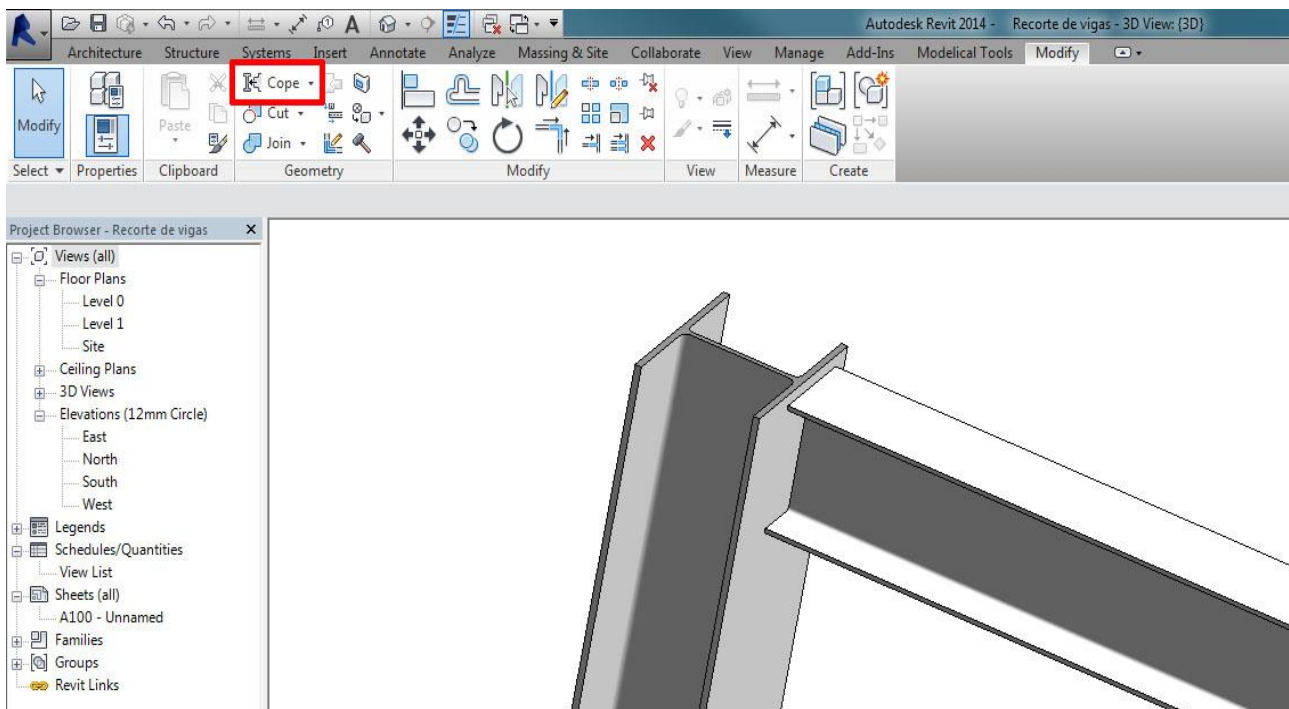 A
Autodesk Revit 2014 - Recorte de vigas - 3D View: {3D}
Architecture Structure Systems Insert Annotate Analyze Massing & Site Collaborate View Manage Add-Ins Modelical Tools Modify
Modify
Paste
Cope
Cut
Join
Select Properties Clipboard Geometry Modify View Measure Create
Project Browser - Recorte de vigas
Views (all)
Floor Plans
Level 0
Level 1
Site
Ceiling Plans
3D Views
Elevations (12mm Circle)
East
North
South
West
Legends
Schedules/Quantities
View List
Sheets (all)
A100 - Unnamed
Families
Groups
Revit Links